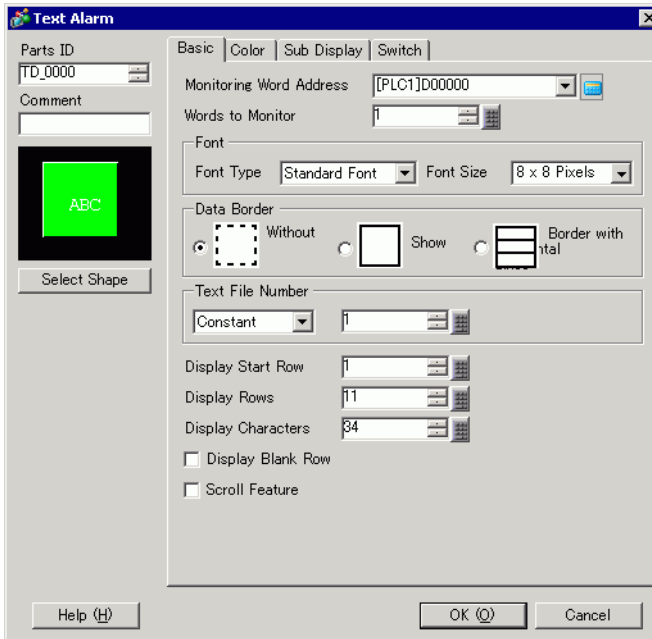 Text Alarm
Parts ID
TD_0000
Comment
ABC
Select Shape
Basic Color Sub Display Switch
Monitoring Word Address [PLC1]D00000
Words to Monitor 1
Font
Font Type Standard Font Font Size 8 x 8 Pixels
Data Border
Without Show Border with
ntal
Text File Number
Constant 1
Display Start Row 1
Display Rows 11
Display Characters 34
Display Blank Row
Scroll Feature
Help (H) OK (O) Cancel